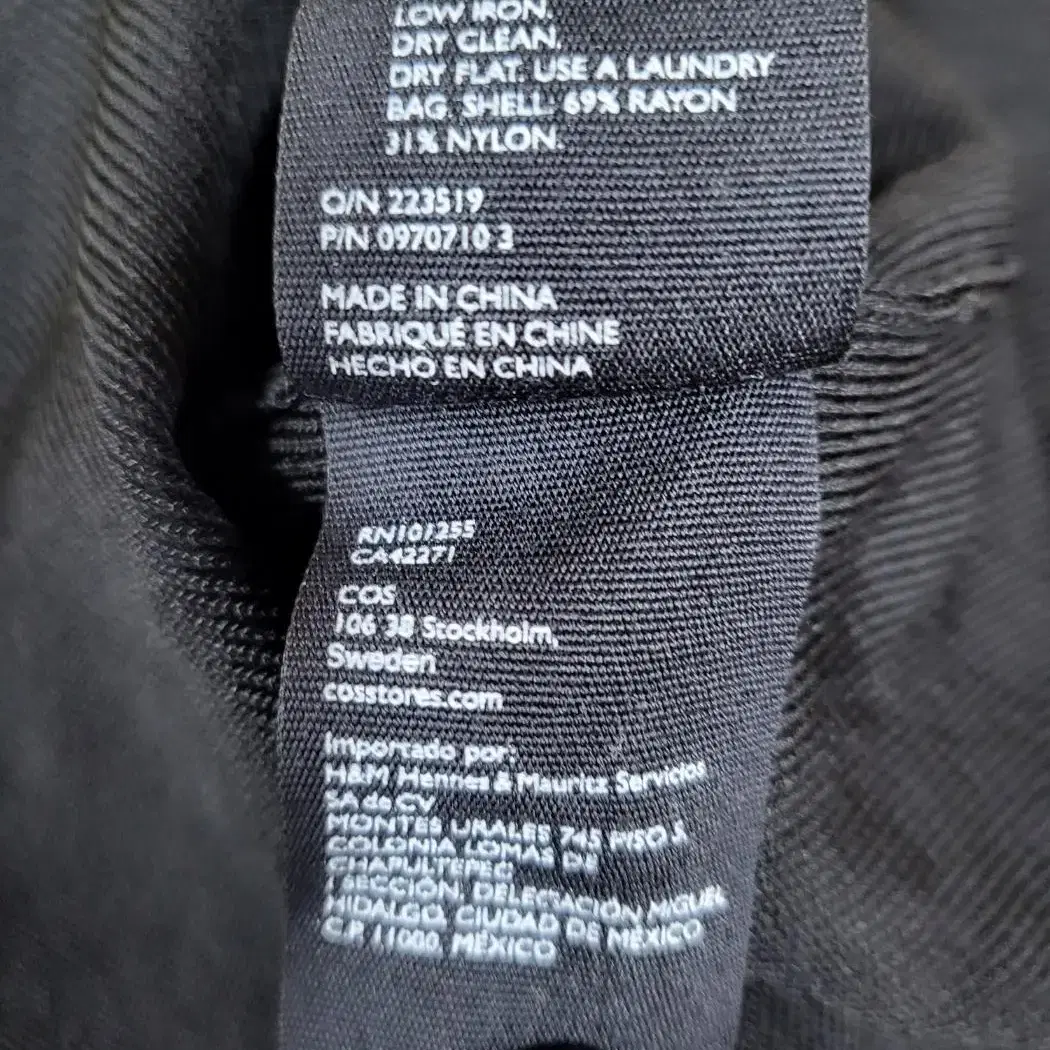 LOW IRON.
DRY CLEAN.
DRY FLAT. USE A LAUNDRY
BAG. SHELL: 69% RAYON
31% NYLON.
O/N 223519
P/N 0970710 3
MADE IN CHINA
FABRIQUÉ EN CHINE
HECHO EN CHINA
RN101255
CA42271
COS
106 38 Stockholm,
Sweden
cosstores.com
Importado por:
H&M Hennes & Mauritz Servicios
SA de CV
MONTES URALES 745 PISO 5,
COLONIA LOMAS DE
CHAPULTEPEC
I SECCIÓN, DELEGACIÓN MIGUEL
HIDALGO, CIUDAD DE MÉXICO
C.P. 11000, MÉXICO